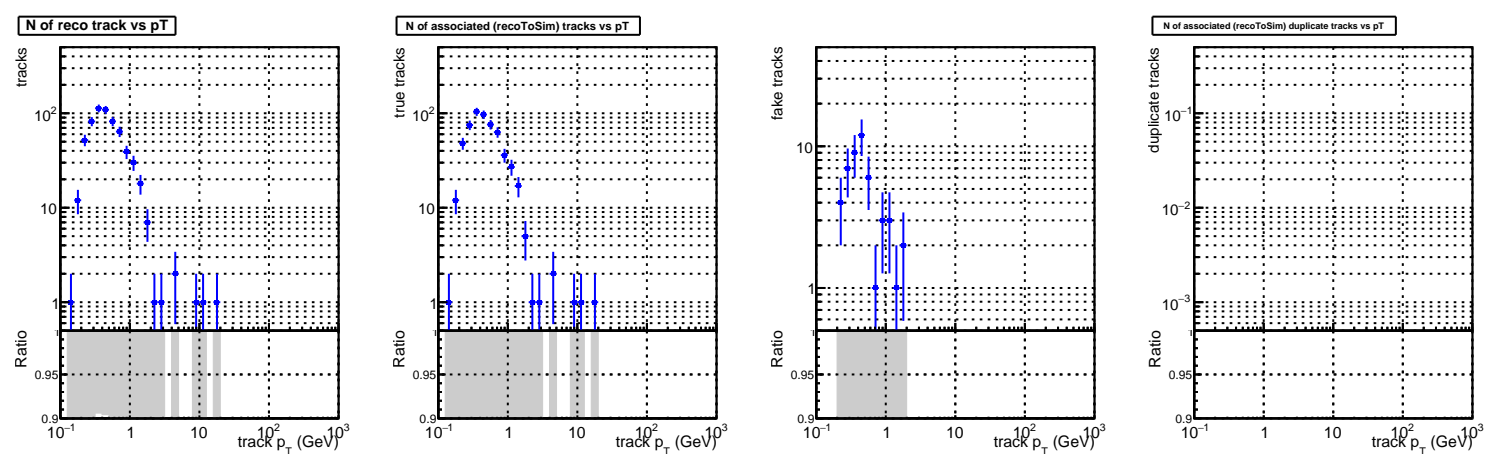 N of reco track vs pT
tracks
10²
10
1
Ratio
1
0.95
0.9
10⁻¹ 1 10 10² 10³
track p_T (GeV)
N of associated (recoToSim) tracks vs pT
true tracks
10²
10
1
Ratio
1
0.95
0.9
10⁻¹ 1 10 10² 10³
track p_T (GeV)
fake tracks
10
1
Ratio
1
0.95
0.9
10⁻¹ 1 10 10² 10³
track p_T (GeV)
N of associated (recoToSim) duplicate tracks vs pT
duplicate tracks
10⁻¹
10⁻²
10⁻³
Ratio
1
0.95
0.9
10⁻¹ 1 10 10² 10³
track p_T (GeV)